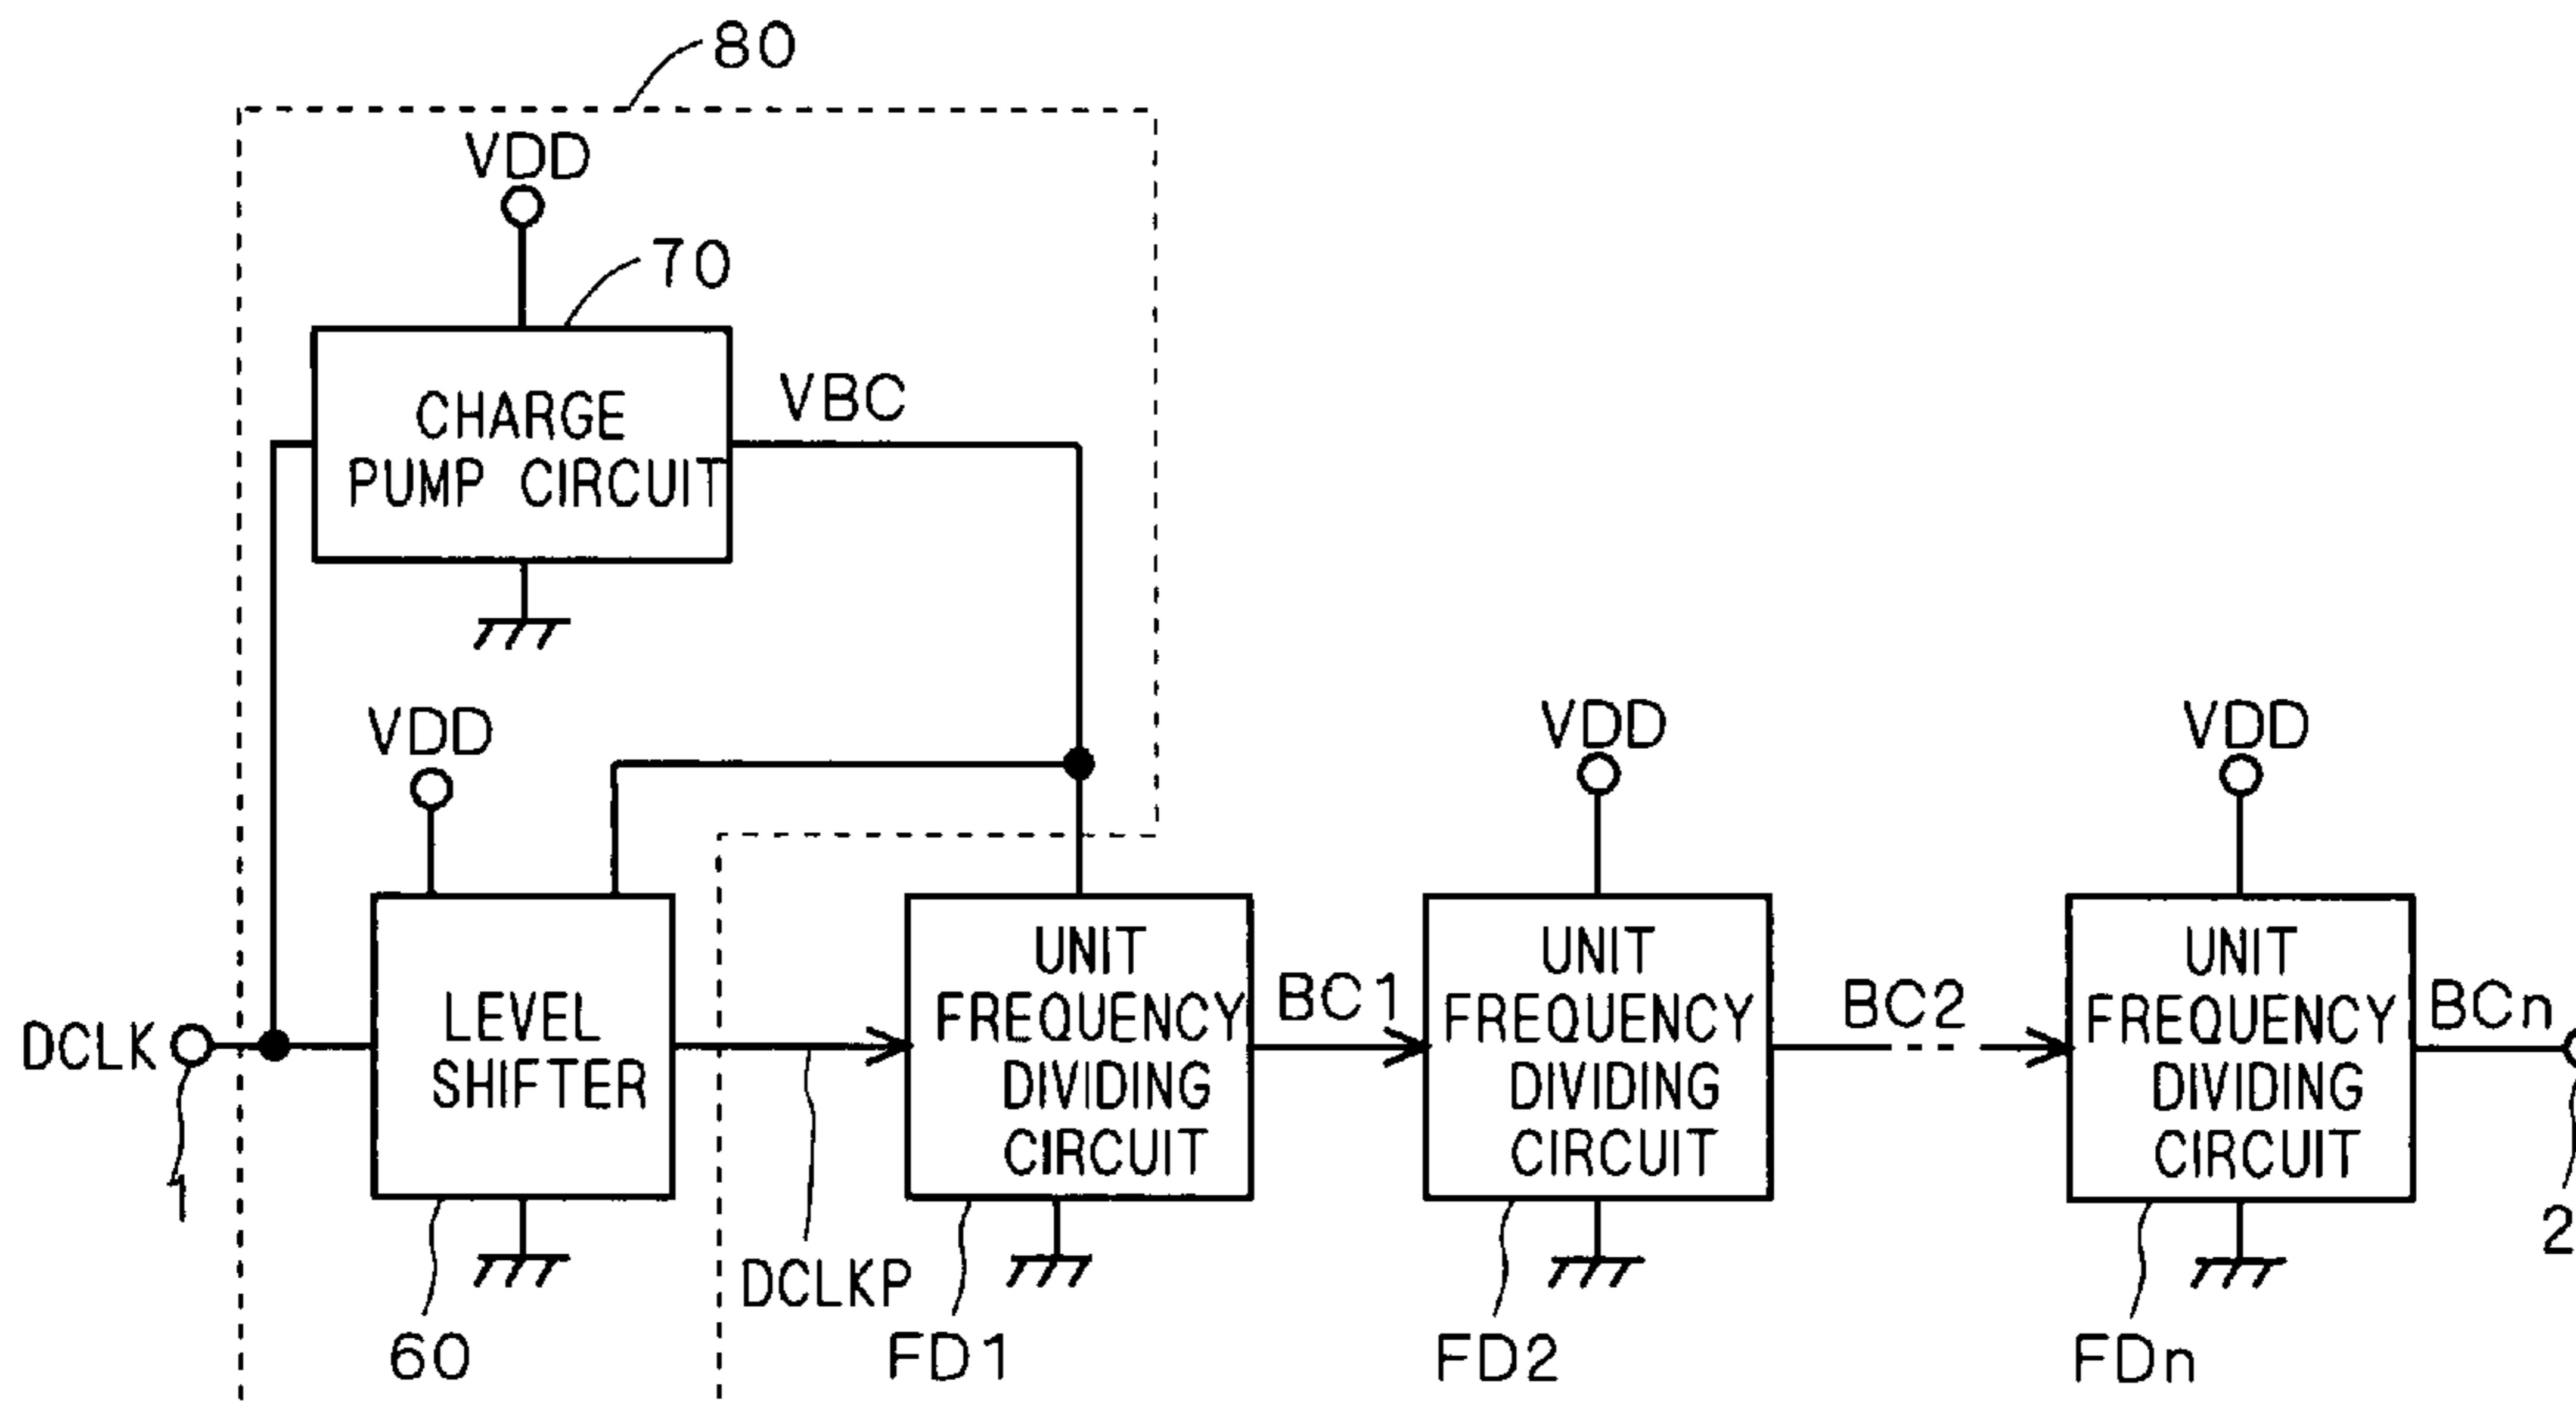 80
VDD
70
CHARGE
PUMP CIRCUIT
VBC
VDD
VDD
VDD
DCLK
1
LEVEL
SHIFTER
60
DCLKP
UNIT
FREQUENCY
DIVIDING
CIRCUIT
FD1
BC1
UNIT
FREQUENCY
DIVIDING
CIRCUIT
FD2
BC2
UNIT
FREQUENCY
DIVIDING
CIRCUIT
FDn
BCn
2